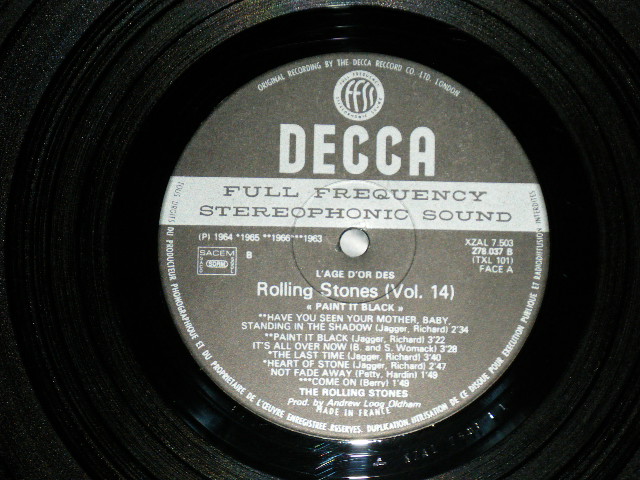 ORIGINAL RECORDING BY THE DECCA RECCORD CO. LTD. LONDON
FFSS
DECCA
FULL FREQUENCY
STEREOPHONIC SOUND
(P) 1964 *1965 **1966***1963
XZAL 7.503
278.037 B
(TXL 101)
FACE A
SACEM
SDRM
B
L'AGE D'OR DES
Rolling Stones (Vol. 14)
« PAINT IT BLACK »
**HAVE YOU SEEN YOUR MOTHER, BABY,
STANDING IN THE SHADOW (Jagger, Richard) 2'34
**PAINT IT BLACK (Jagger, Richard) 3'22
IT'S ALL OVER NOW (B. and S. Womack) 3'28
*THE LAST TIME (Jagger, Richard) 3'40
*HEART OF STONE (Jagger, Richard) 2'47
NOT FADE AWAY (Petty, Hardin) 1'49
***COME ON (Berry) 1'49
THE ROLLING STONES
Prod. by Andrew Loog Oldham
MADE IN FRANCE
TOUS DROITS DU PRODUCTEUR PHONOGRAPHIQUE ET DU PROPRIETAIRE DE L'ŒUVRE ENREGISTREE RESERVES. DUPLICATION, UTILISATION DE CE DISQUE POUR EXECUTION PUBLIQUE ET RADIODIFFUSION INTERDITES